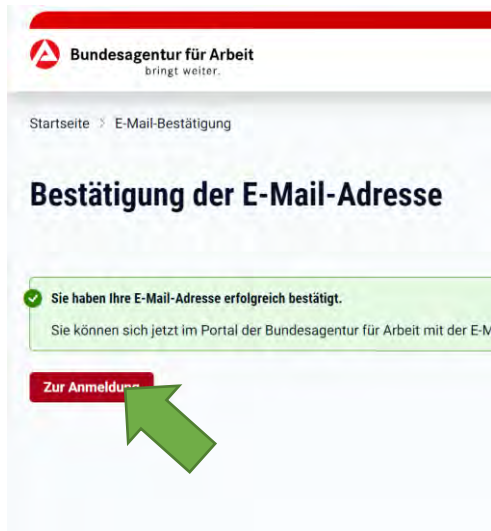 Bundesagentur für Arbeit
bringt weiter.
Startseite > E-Mail-Bestätigung
Bestätigung der E-Mail-Adresse
Sie haben Ihre E-Mail-Adresse erfolgreich bestätigt.
Sie können sich jetzt im Portal der Bundesagentur für Arbeit mit der E-M
Zur Anmeldung